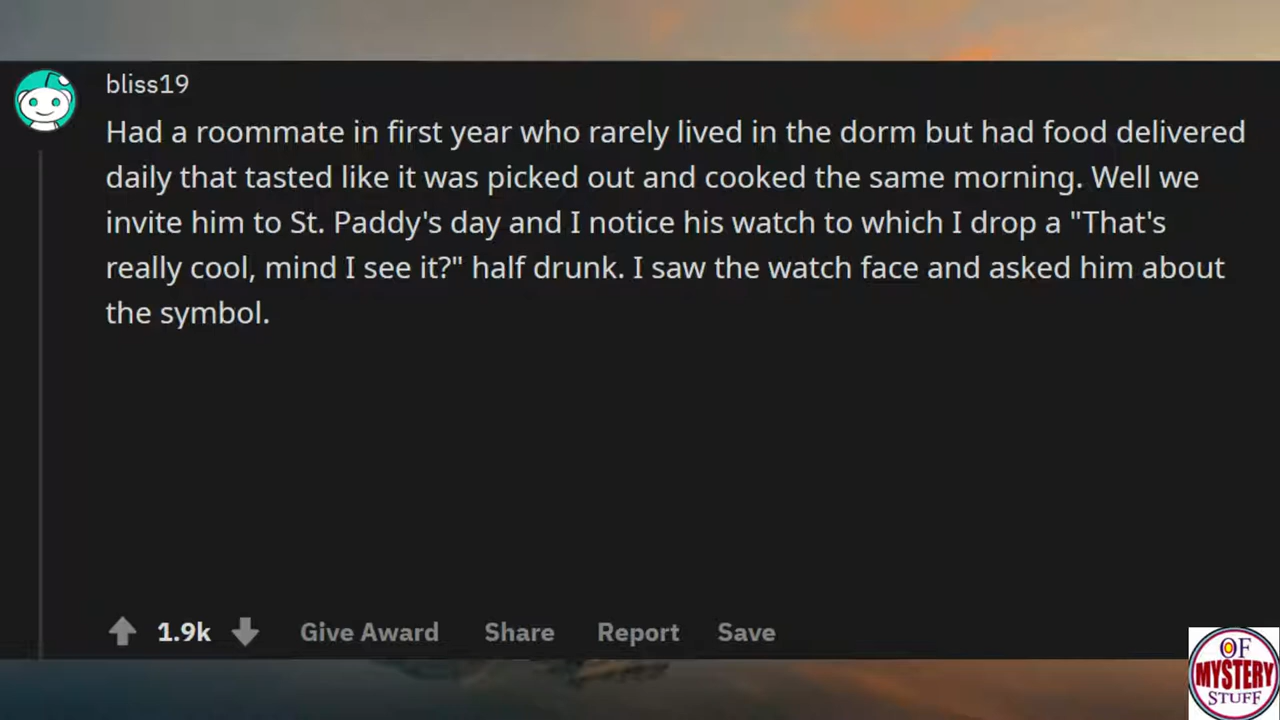 bliss19
Had a roommate in first year who rarely lived in the dorm but had food delivered
daily that tasted like it was picked out and cooked the same morning. Well we
invite him to St. Paddy's day and I notice his watch to which I drop a "That's
really cool, mind I see it?" half drunk. I saw the watch face and asked him about
the symbol.
1.9k Give Award Share Report Save
OF
MYSTERY
STUFF